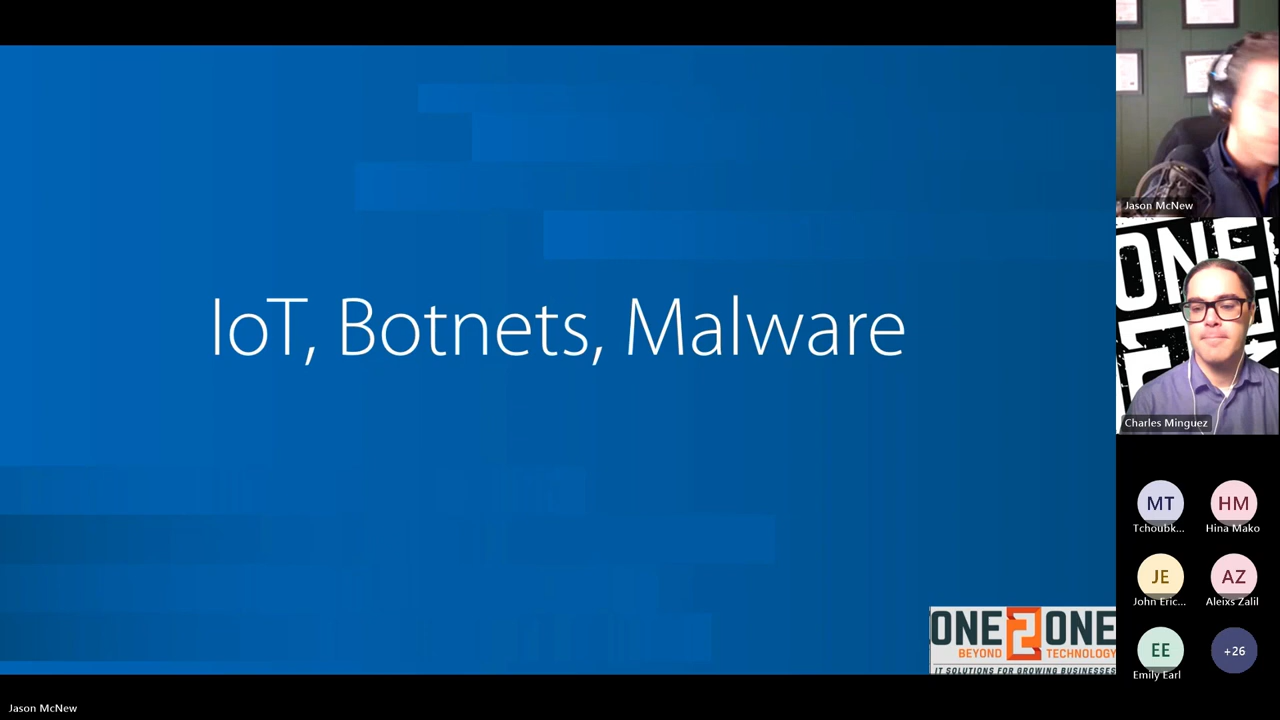 IoT, Botnets, Malware
ONE 2 ONE
BEYOND TECHNOLOGY
IT SOLUTIONS FOR GROWING BUSINESSES
Jason McNew
Jason McNew
ONE
Charles Minguez
MT HM
Tchoubk... Hina Mako
JE AZ
John Eric... Aleixs Zalil
EE +26
Emily Earl